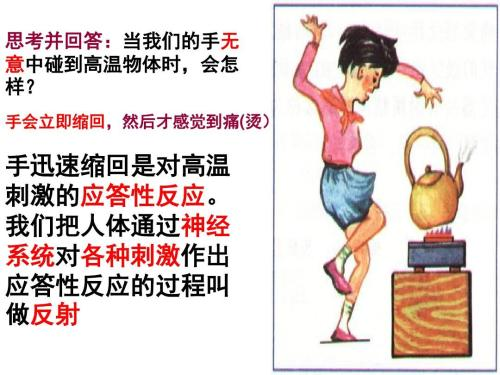 思考并回答：当我们的手无
意中碰到高温物体时，会怎
样？
手会立即缩回，然后才感觉到痛(烫）
手迅速缩回是对高温
刺激的应答性反应。
我们把人体通过神经
系统对各种刺激作出
应答性反应的过程叫
做反射